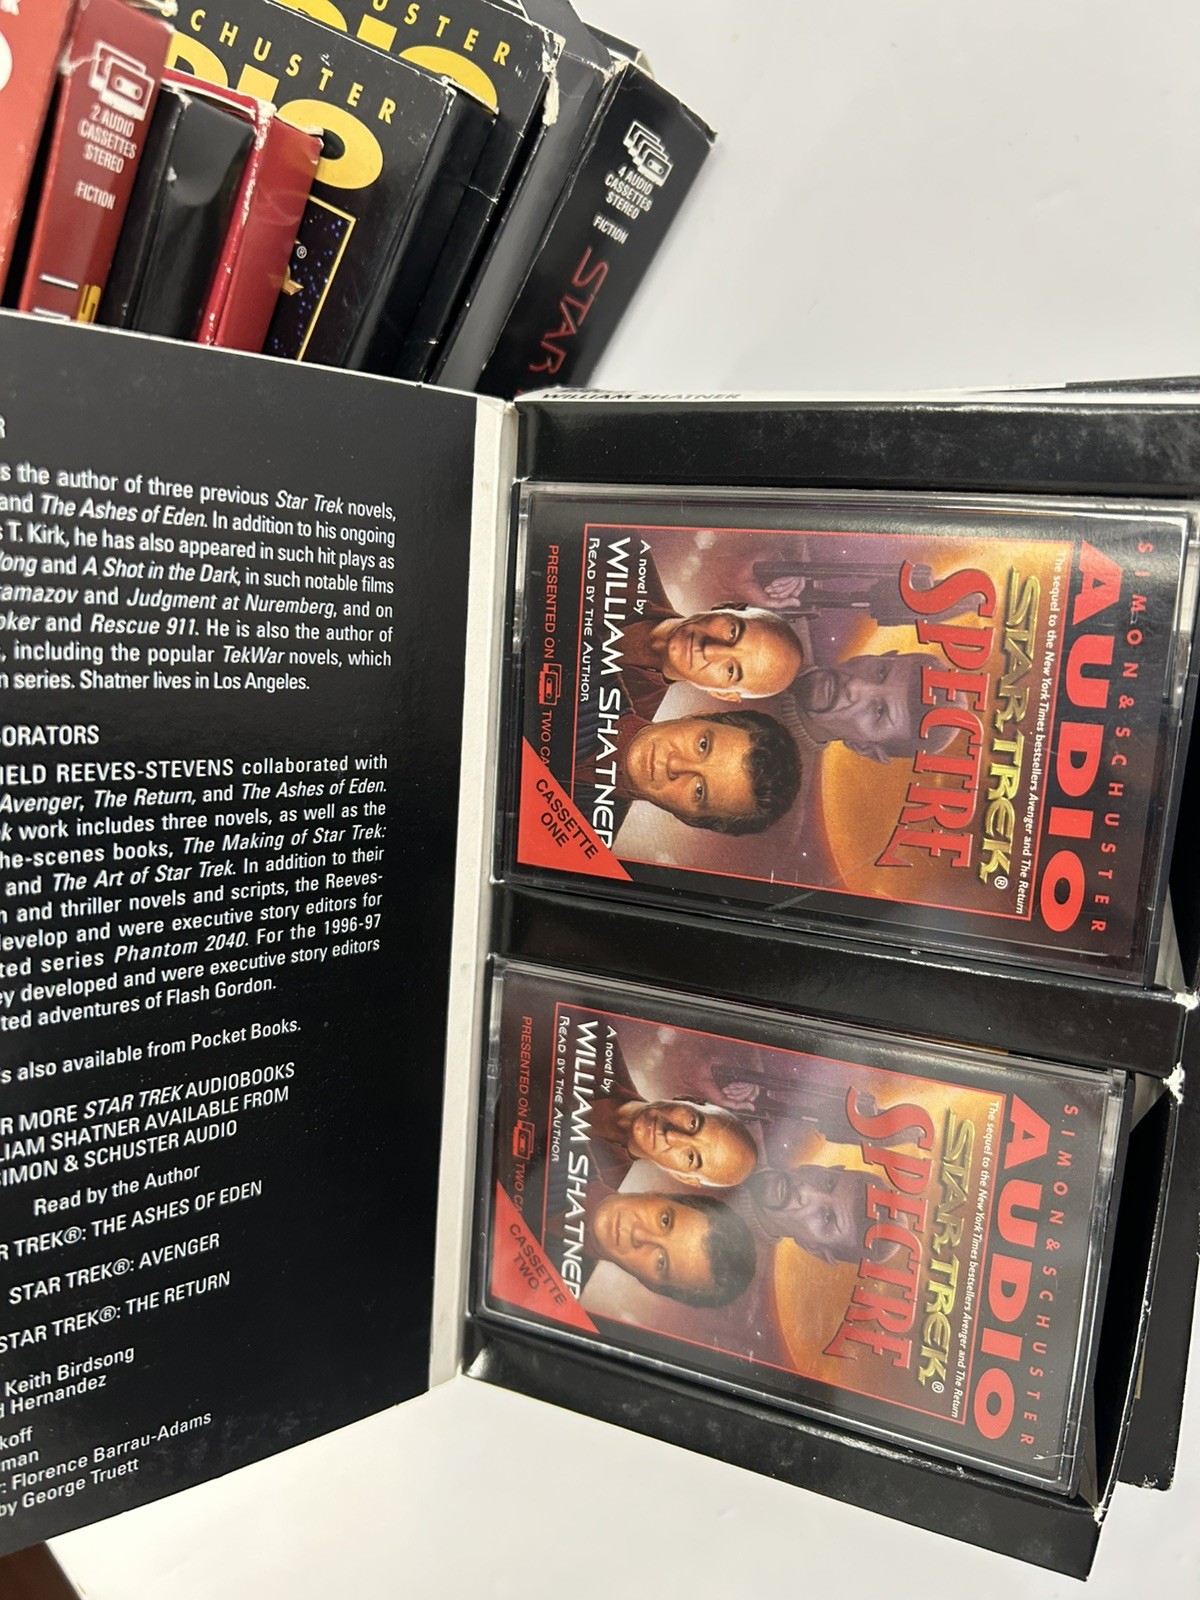 SCHUSTER
DIO
USTER
DIO
2 AUDIO
CASSETTES
STEREO
FICTION
4 AUDIO
CASSETTES
STEREO
FICTION
STAR
®
WILLIAM SHATNER
s the author of three previous Star Trek novels,
and The Ashes of Eden. In addition to his ongoing
s T. Kirk, he has also appeared in such hit plays as
ong and A Shot in the Dark, in such notable films
ramazov and Judgment at Nuremberg, and on
oker and Rescue 911. He is also the author of
, including the popular TekWar novels, which
n series. Shatner lives in Los Angeles.
ORATORS
IELD REEVES-STEVENS collaborated with
Avenger, The Return, and The Ashes of Eden.
k work includes three novels, as well as the
he-scenes books, The Making of Star Trek:
and The Art of Star Trek. In addition to their
n and thriller novels and scripts, the Reeves-
develop and were executive story editors for
ted series Phantom 2040. For the 1996-97
ey developed and were executive story editors
ted adventures of Flash Gordon.
s also available from Pocket Books.
R MORE STAR TREK AUDIOBOOKS
LIAM SHATNER AVAILABLE FROM
SIMON & SCHUSTER AUDIO
Read by the Author
R TREK®: THE ASHES OF EDEN
STAR TREK®: AVENGER
STAR TREK®: THE RETURN
Keith Birdsong
d Hernandez
koff
man
: Florence Barrau-Adams
by George Truett
SIMON & SCHUSTER
AUDIO
The sequel to the New York Times bestsellers Avenger and The Return
STAR TREK®
SPECTRE
A novel by
WILLIAM SHATNER
READ BY THE AUTHOR
PRESENTED ON TWO CA
CASSETTE
ONE
SIMON & SCHUSTER
AUDIO
The sequel to the New York Times bestsellers Avenger and The Return
STAR TREK®
SPECTRE
A novel by
WILLIAM SHATNER
READ BY THE AUTHOR
PRESENTED ON TWO CA
CASSETTE
TWO